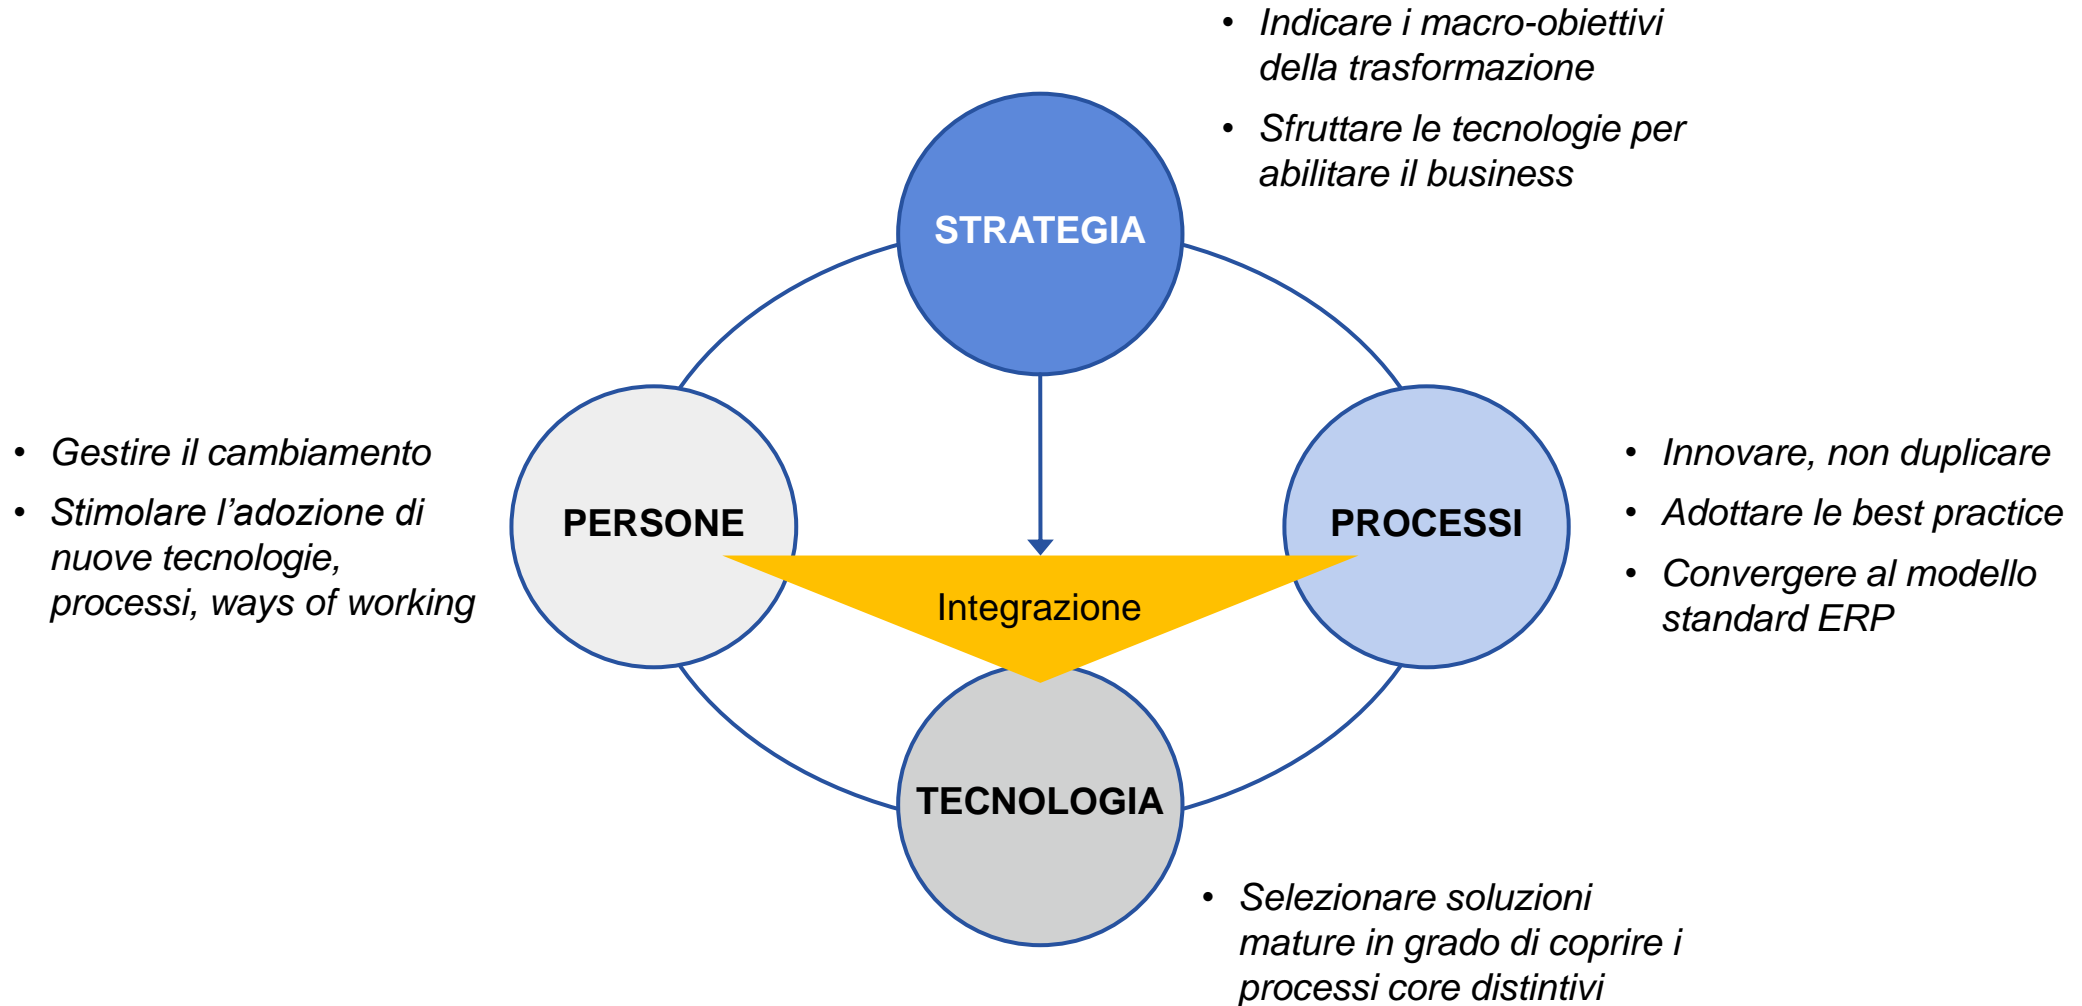 • Indicare i macro-obiettivi
della trasformazione
• Sfruttare le tecnologie per
abilitare il business
STRATEGIA
• Gestire il cambiamento
• Stimolare l’adozione di
nuove tecnologie,
processi, ways of working
PERSONE
PROCESSI
• Innovare, non duplicare
• Adottare le best practice
• Convergere al modello
standard ERP
Integrazione
TECNOLOGIA
• Selezionare soluzioni
mature in grado di coprire i
processi core distintivi